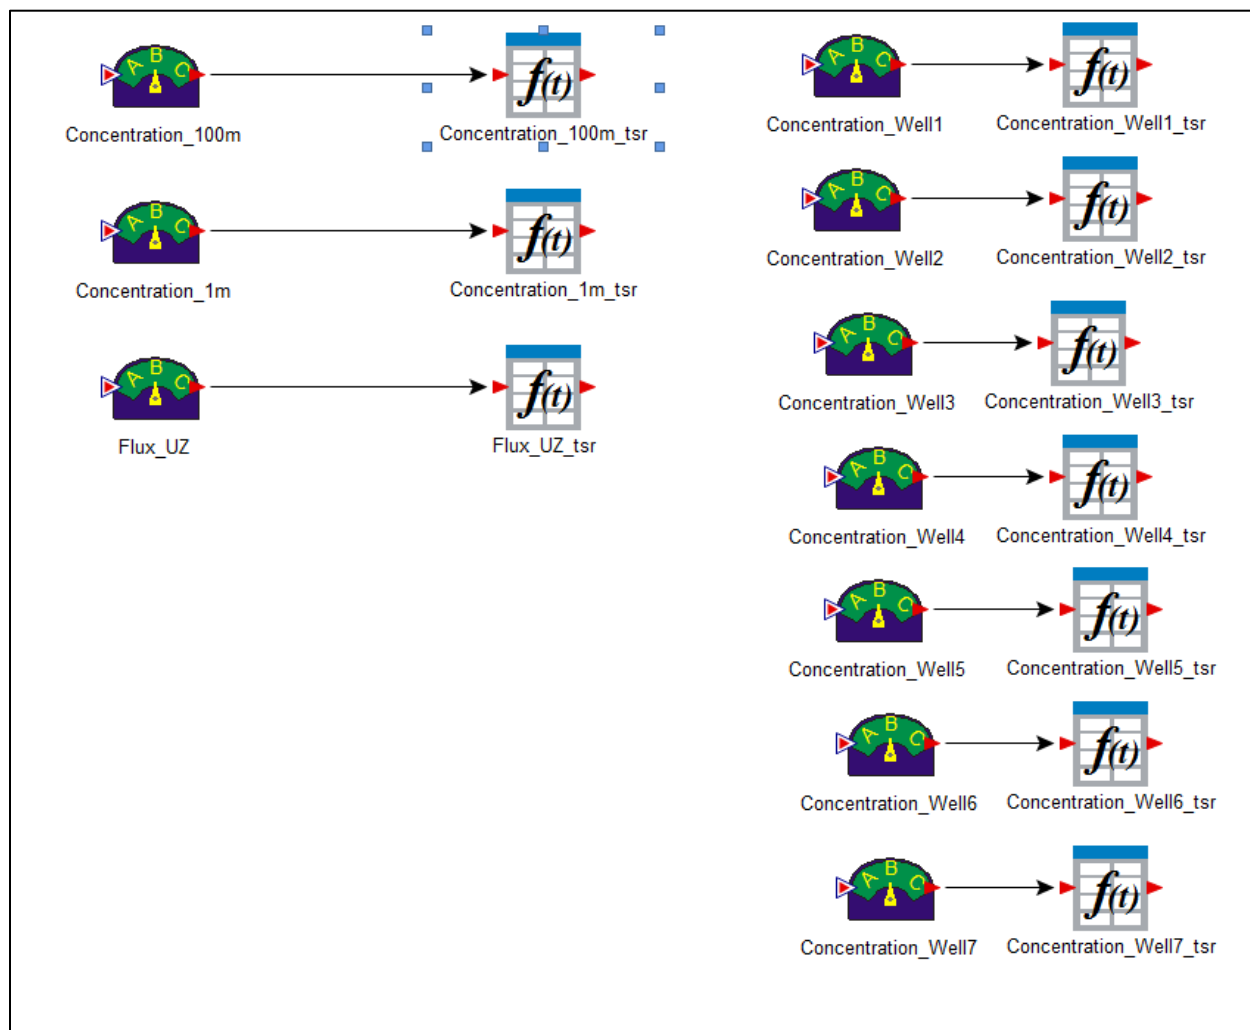 A B C
f(t)
Concentration_100m
Concentration_100m_tsr
A B C
f(t)
Concentration_1m
Concentration_1m_tsr
A B C
f(t)
Flux_UZ
Flux_UZ_tsr
A B C
f(t)
Concentration_Well1
Concentration_Well1_tsr
A B C
f(t)
Concentration_Well2
Concentration_Well2_tsr
A B C
f(t)
Concentration_Well3
Concentration_Well3_tsr
A B C
f(t)
Concentration_Well4
Concentration_Well4_tsr
A B C
f(t)
Concentration_Well5
Concentration_Well5_tsr
A B C
f(t)
Concentration_Well6
Concentration_Well6_tsr
A B C
f(t)
Concentration_Well7
Concentration_Well7_tsr